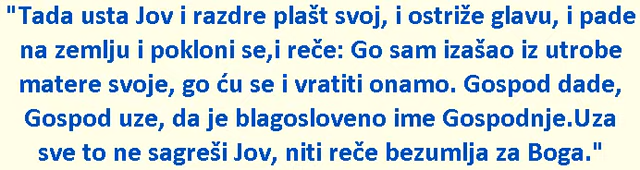 "Tada usta Jov i razdre plašt svoj, i ostriže glavu, i pade
na zemlju i pokloni se,i reče: Go sam izašao iz utrobe
matere svoje, go ću se i vratiti onamo. Gospod dade,
Gospod uze, da je blagosloveno ime Gospodnje.Uza
sve to ne sagreši Jov, niti reče bezumlja za Boga."